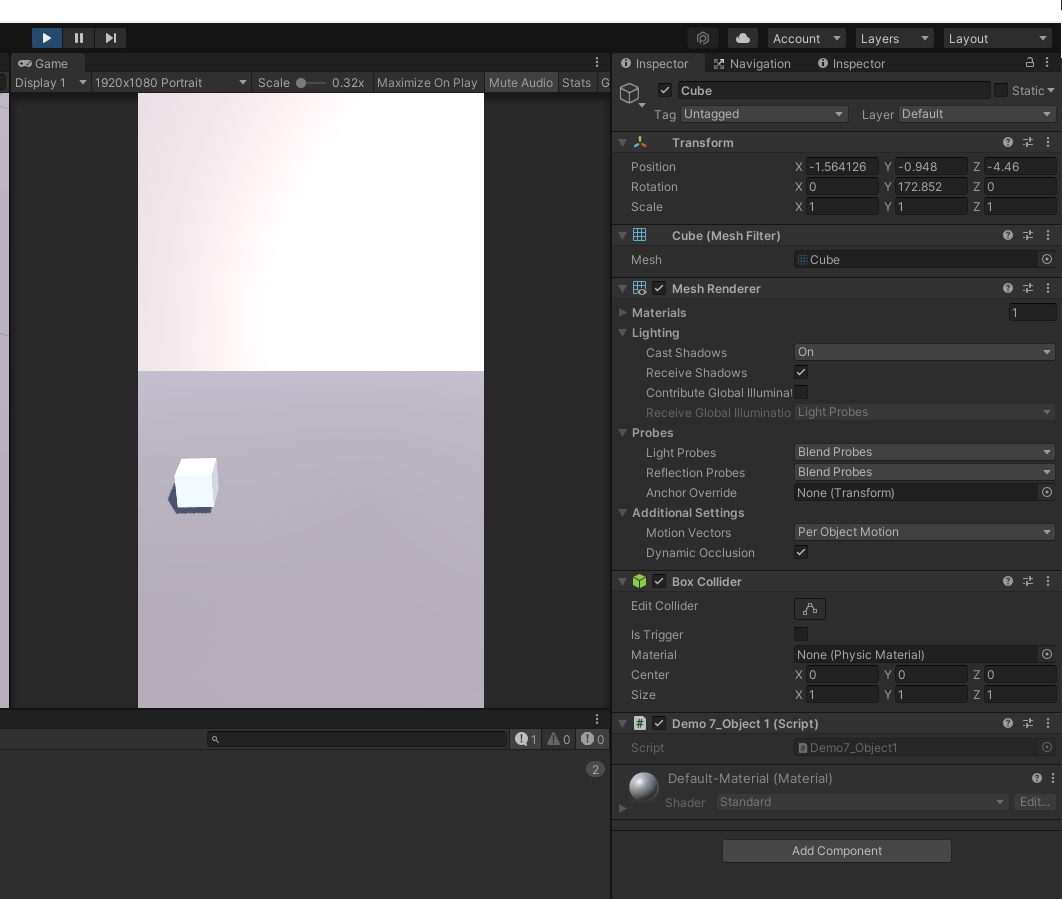 Account
Layers
Layout
Game
Display 1
1920x1080 Portrait
Scale
0.32x
Maximize On Play
Mute Audio
Stats
G
1
0
0
2
Inspector
Navigation
Inspector
Cube
Static
Tag Untagged
Layer Default
Transform
Position X -1.564126 Y -0.948 Z -4.46
Rotation X 0 Y 172.852 Z 0
Scale X 1 Y 1 Z 1
Cube (Mesh Filter)
Mesh Cube
Mesh Renderer
Materials 1
Lighting
Cast Shadows On
Receive Shadows
Contribute Global Illuminat
Receive Global Illuminatio Light Probes
Probes
Light Probes Blend Probes
Reflection Probes Blend Probes
Anchor Override None (Transform)
Additional Settings
Motion Vectors Per Object Motion
Dynamic Occlusion
Box Collider
Edit Collider
Is Trigger
Material None (Physic Material)
Center X 0 Y 0 Z 0
Size X 1 Y 1 Z 1
# Demo 7_Object 1 (Script)
Script Demo7_Object1
Default-Material (Material)
Shader Standard Edit...
Add Component